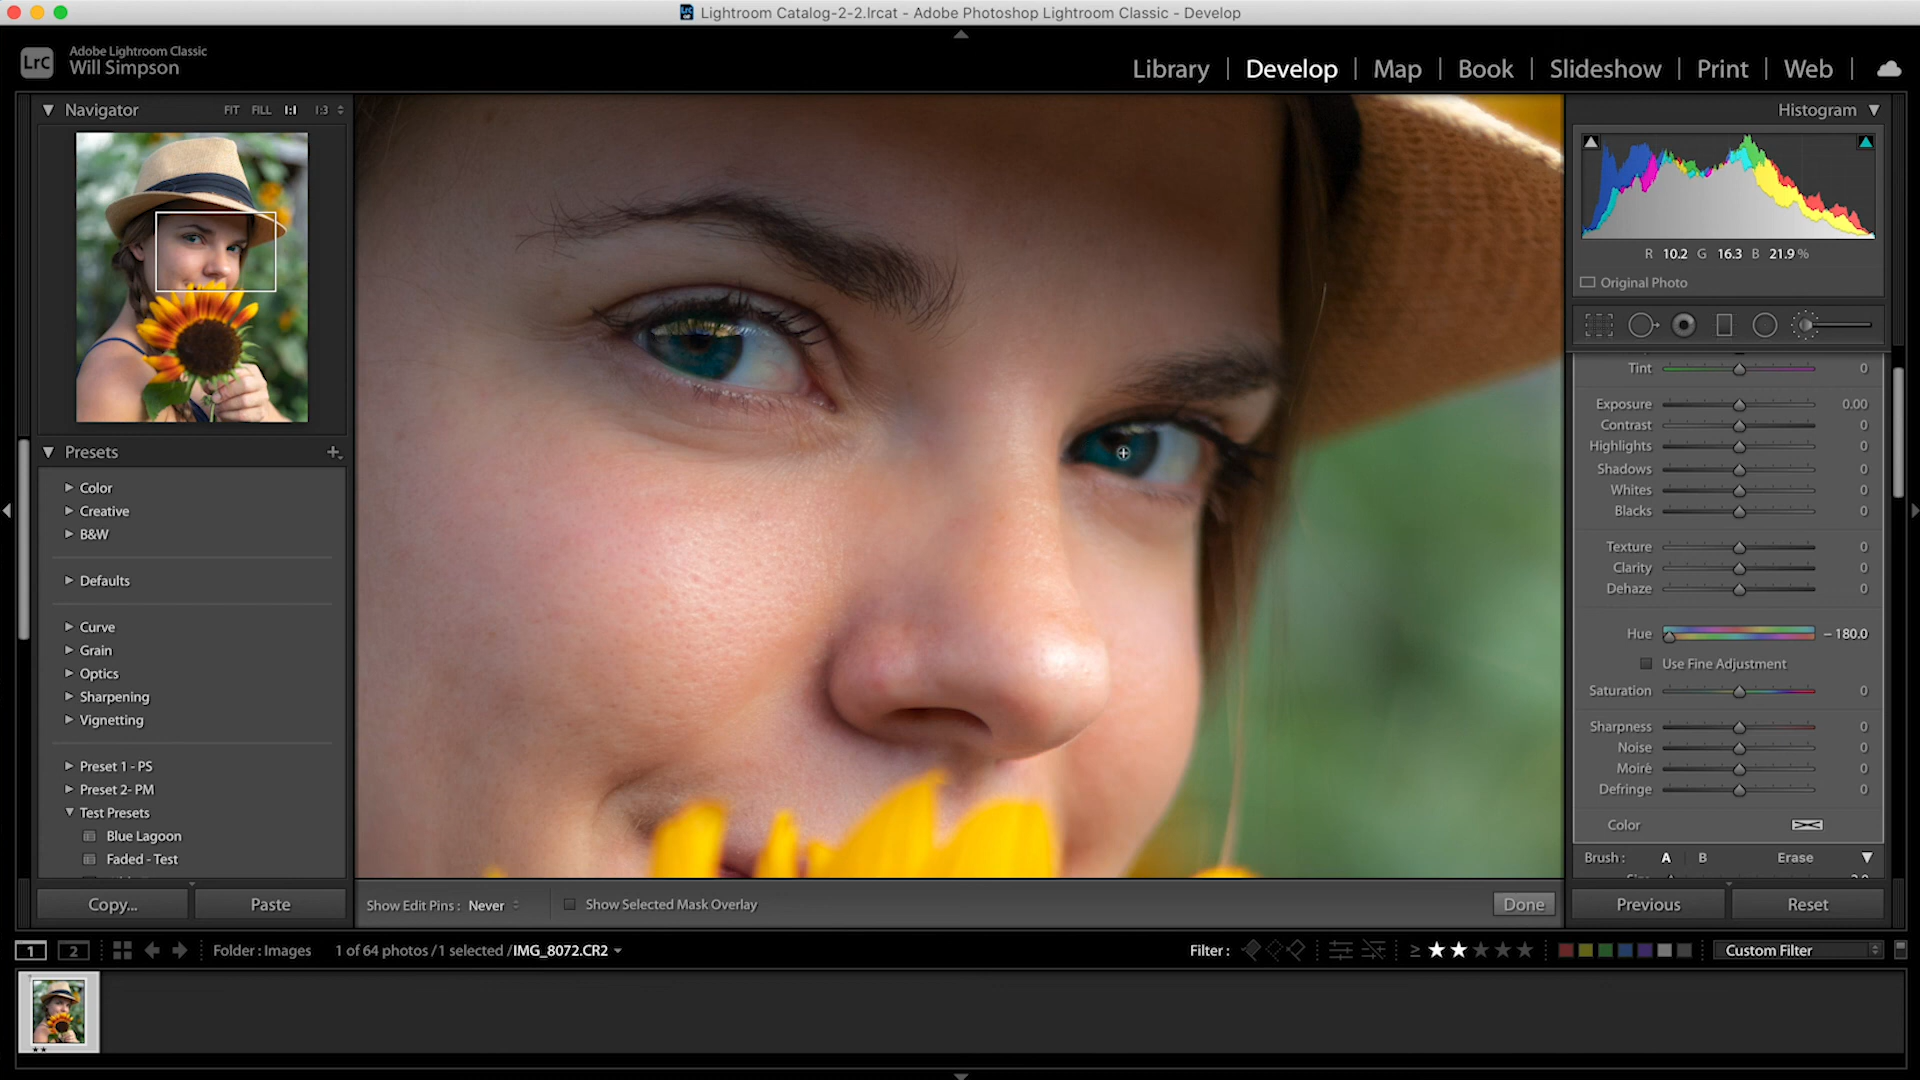 Lightroom Catalog-2-2.lrcat - Adobe Photoshop Lightroom Classic - Develop
LrC
Adobe Lightroom Classic
Will Simpson
Library | Develop | Map | Book | Slideshow | Print | Web |
Navigator FIT FILL 1:1 1:3
Histogram
R 10.2 G 16.3 B 21.9 %
Original Photo
Tint 0
Exposure 0.00
Contrast 0
Highlights 0
Shadows 0
Whites 0
Blacks 0
Texture 0
Clarity 0
Dehaze 0
Hue – 180.0
Use Fine Adjustment
Saturation 0
Sharpness 0
Noise 0
Moiré 0
Defringe 0
Color
Brush : A B Erase
Presets
Color
Creative
B&W
Defaults
Curve
Grain
Optics
Sharpening
Vignetting
Preset 1 - PS
Preset 2- PM
Test Presets
Blue Lagoon
Faded - Test
Copy... Paste
Show Edit Pins : Never Show Selected Mask Overlay Done
Previous Reset
1 2 Folder : Images 1 of 64 photos / 1 selected / IMG_8072.CR2 Filter : ≥ ★★★★★ Custom Filter
★★